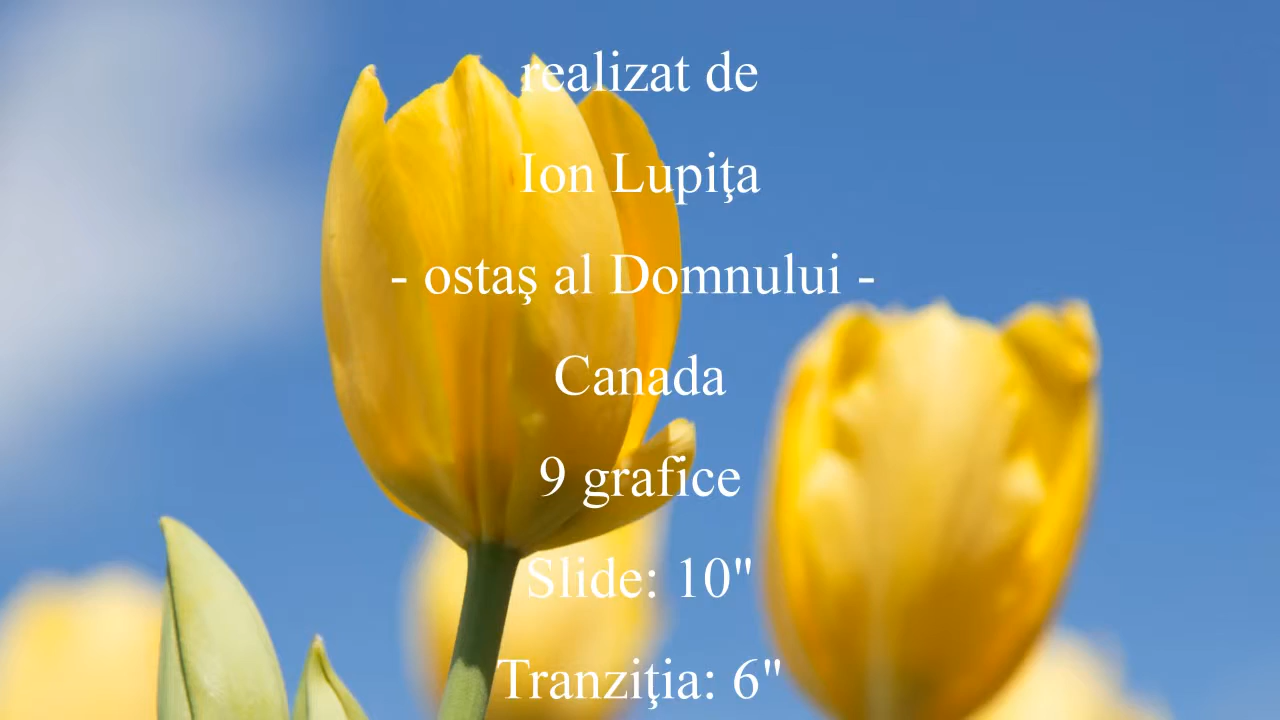 realizat de
Ion Lupiţa
- ostaş al Domnului -
Canada
9 grafice
Slide: 10"
Tranziţia: 6"